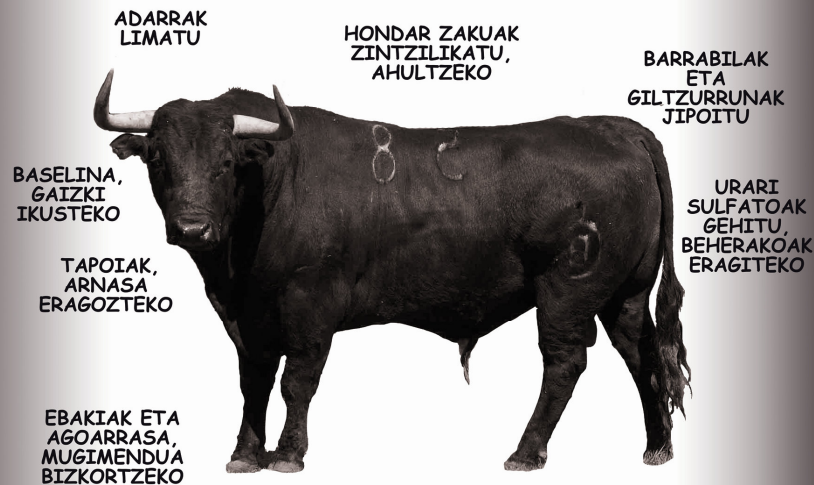 ADARRAK
LIMATU
HONDAR ZAKUAK
ZINTZILIKATU,
AHULTZEKO
BARRABILAK
ETA
GILTZURRUNAK
JIPOITU
BASELINA,
GAIZKI
IKUSTEKO
URARI
SULFATOAK
GEHITU,
BEHERAKOAK
ERAGITEKO
TAPOIAK,
ARNASA
ERAGOZTEKO
EBAKIAK ETA
AGOARRASA,
MUGIMENDUA
BIZKORTZEKO